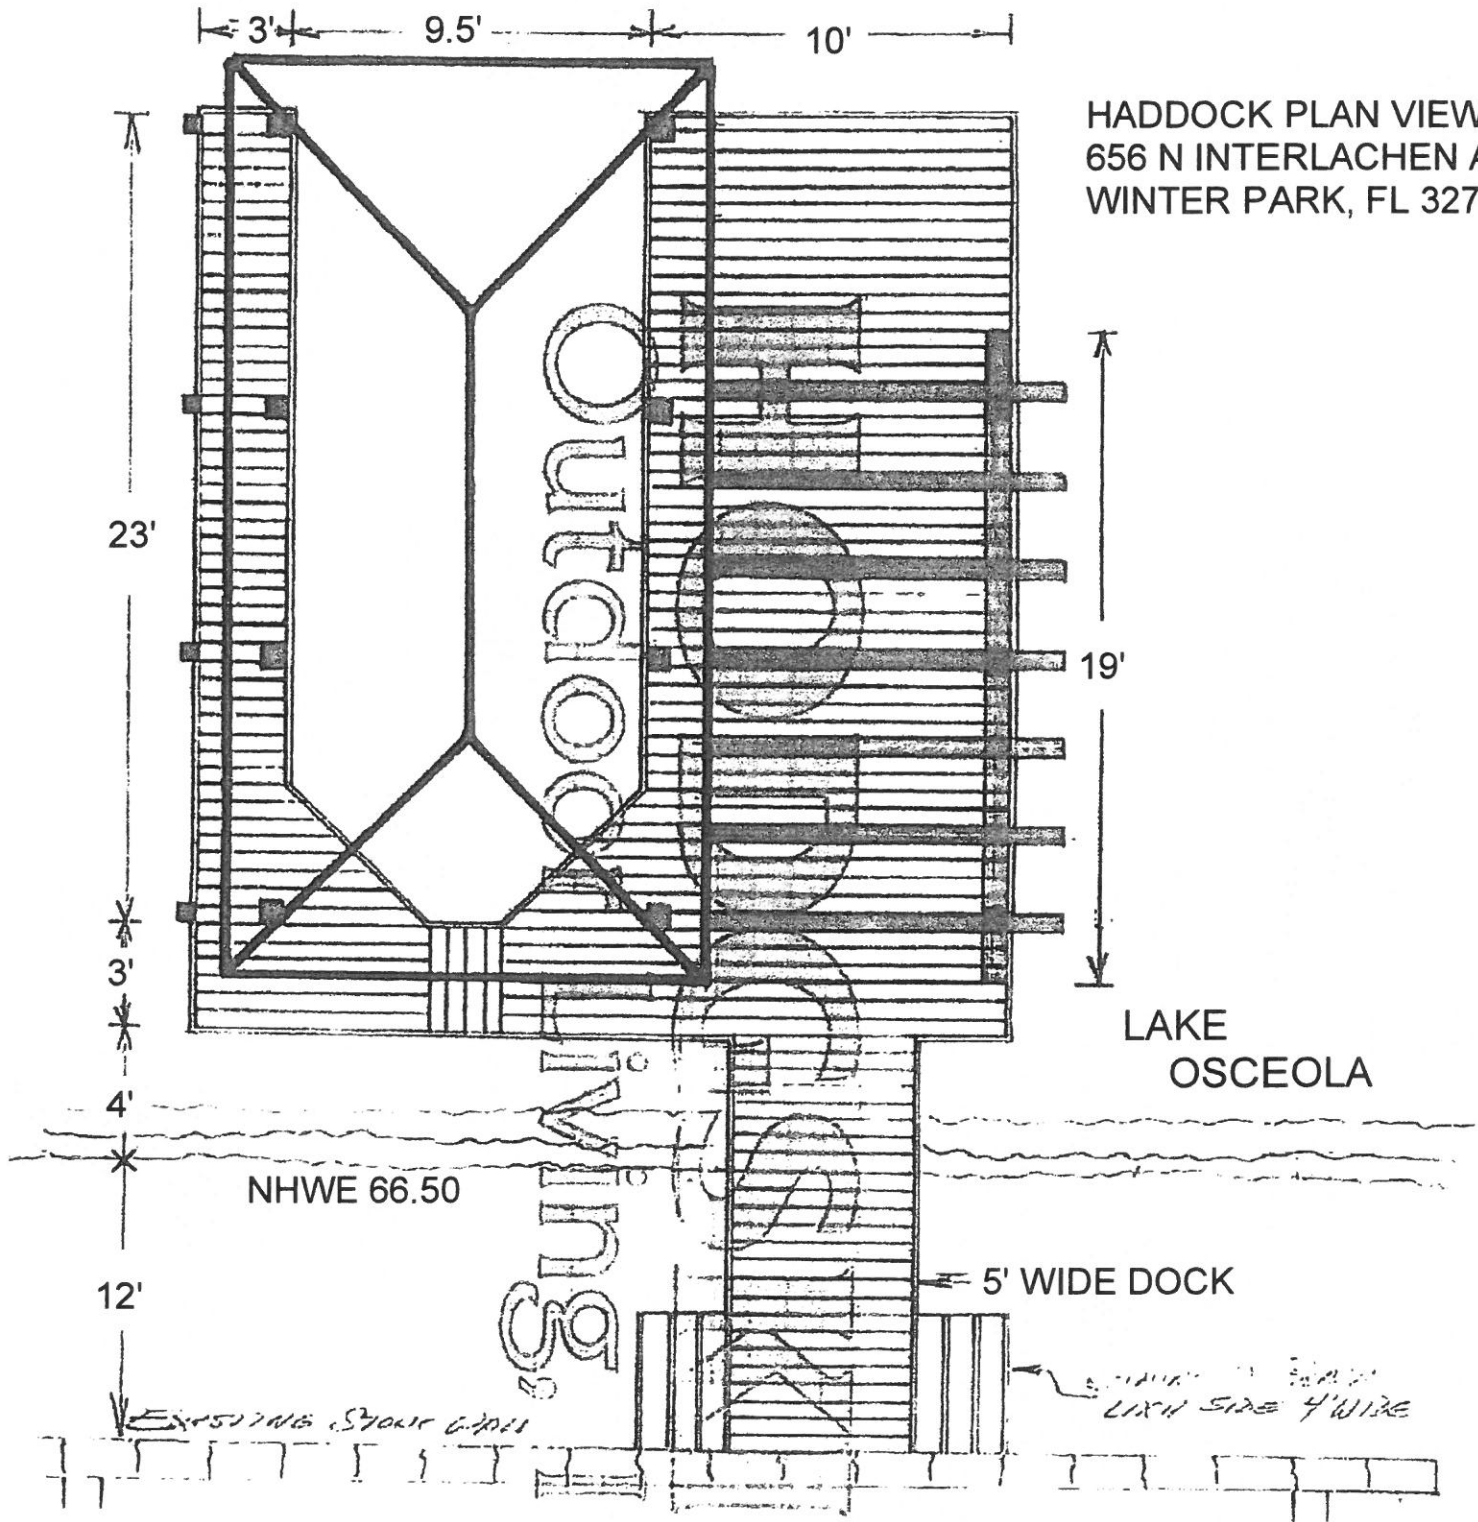 3' 9.5' 10'
HADDOCK PLAN VIEW
656 N INTERLACHEN A
WINTER PARK, FL 327
23'
19'
3'
LAKE
OSCEOLA
4'
NHWE 66.50
12'
5' WIDE DOCK
EXISTING STONE WALL
EACH SIDE 4' WIDE
Outdoor Living,